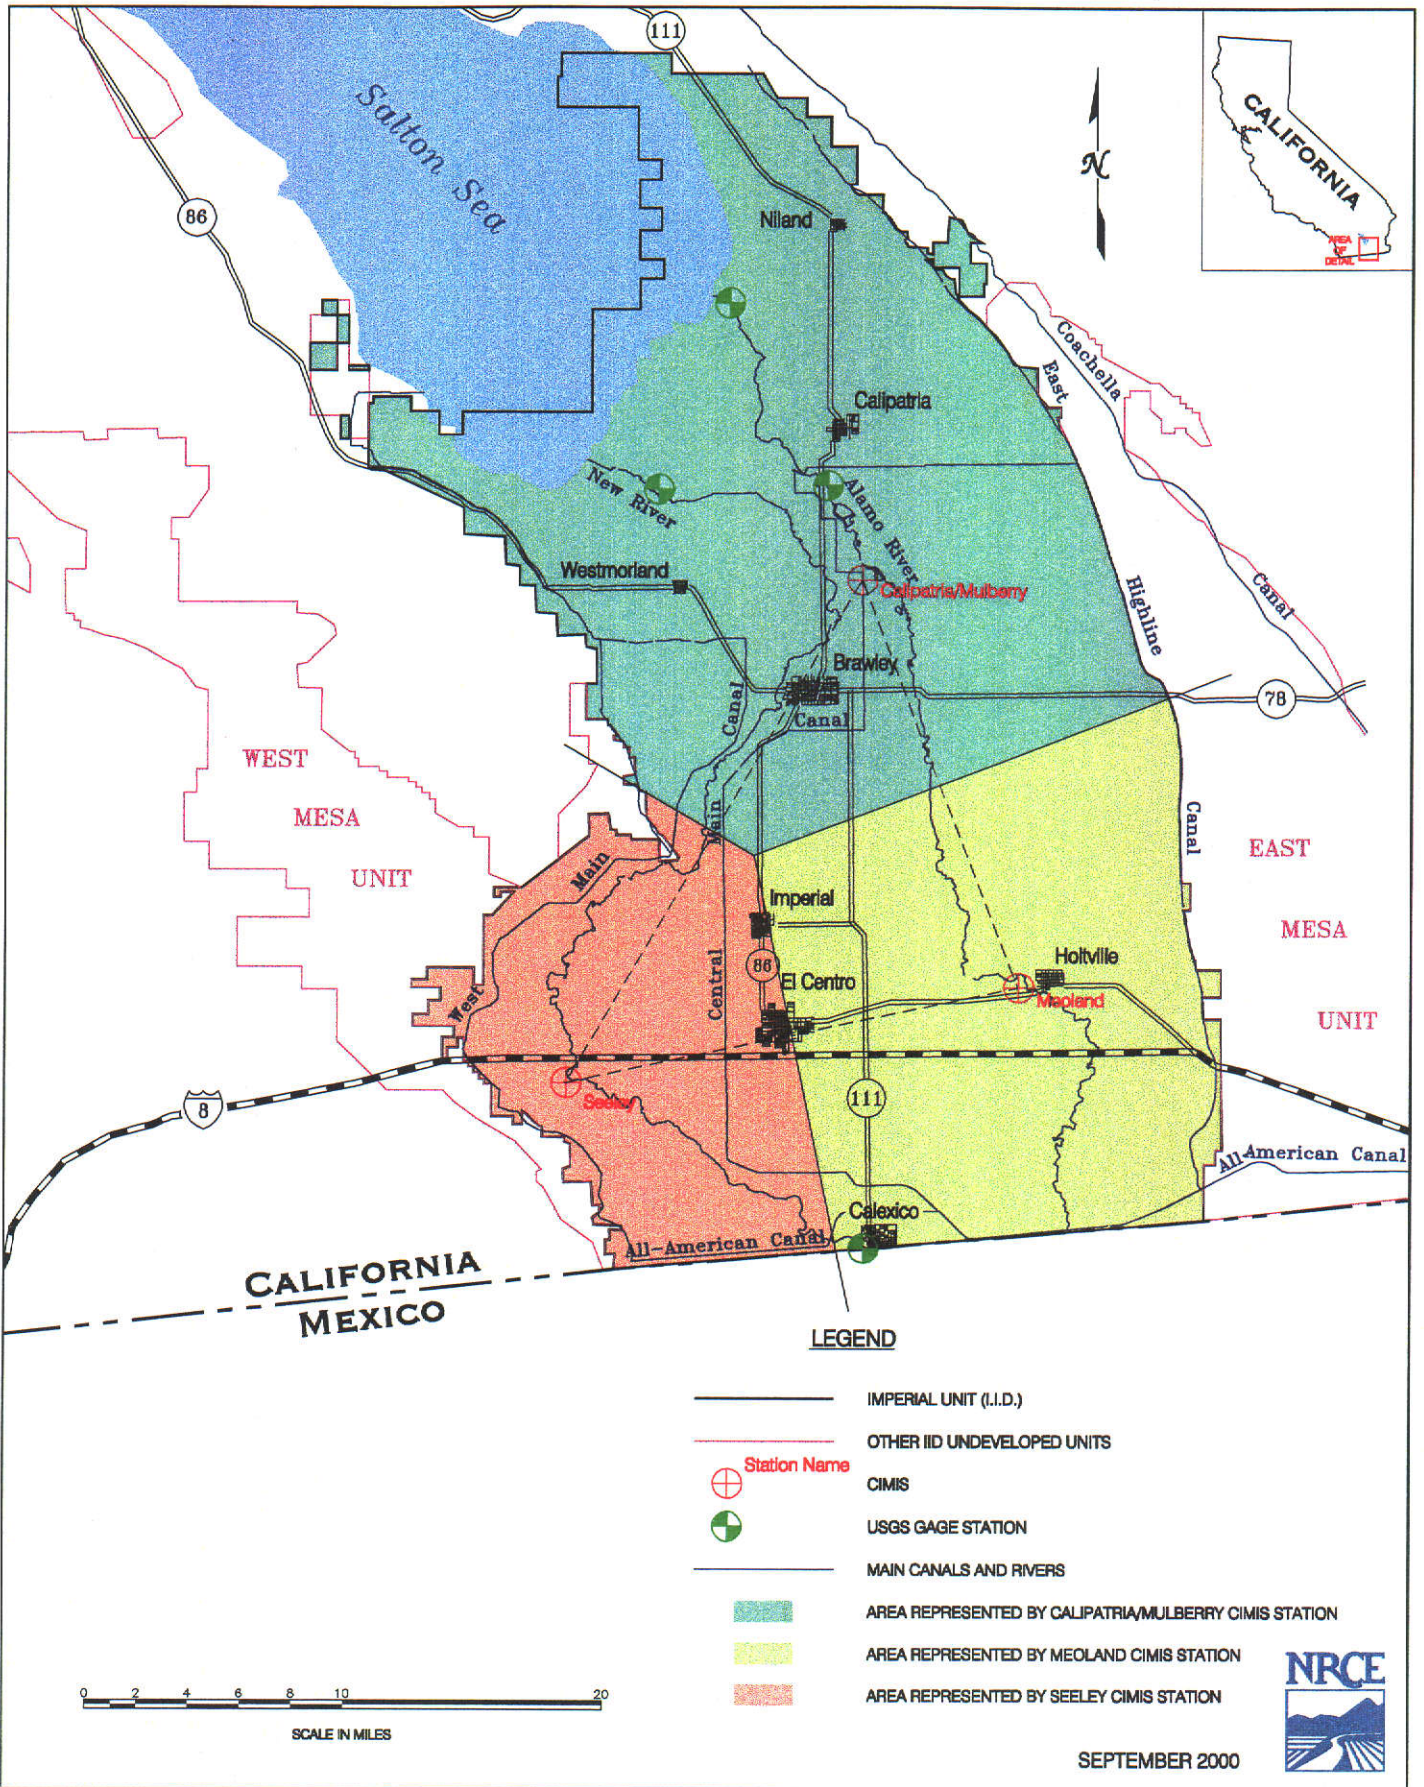 111
Salton Sea
86
Niland
N
CALIFORNIA
AREA
OF
DETAIL
Coachella
East
Calipatria
New River
Alamo River
Westmorland
Calipatria/Mulberry
Highline
Canal
Brawley
78
Canal
Canal
WEST
MESA
UNIT
Main
Main
Canal
EAST
MESA
UNIT
Imperial
86
Holtville
El Centro
Central
West
Meoland
Seeley
8
111
All-American Canal
Calexico
All-American Canal
CALIFORNIA
MEXICO
LEGEND
IMPERIAL UNIT (I.I.D.)
OTHER IID UNDEVELOPED UNITS
Station Name
CIMIS
USGS GAGE STATION
MAIN CANALS AND RIVERS
AREA REPRESENTED BY CALIPATRIA/MULBERRY CIMIS STATION
AREA REPRESENTED BY MEOLAND CIMIS STATION
AREA REPRESENTED BY SEELEY CIMIS STATION
NRCE
0 2 4 6 8 10 20
SCALE IN MILES
SEPTEMBER 2000